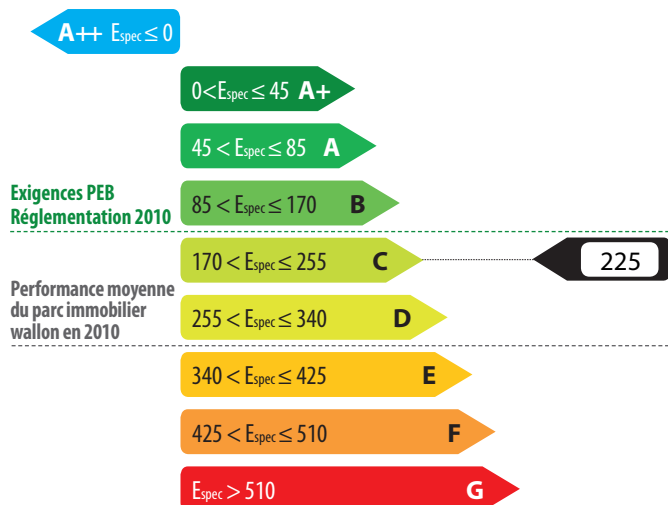 A++ Espec ≤ 0
0 < Espec ≤ 45 A+
45 < Espec ≤ 85 A
Exigences PEB
Réglementation 2010
85 < Espec ≤ 170 B
170 < Espec ≤ 255 C
225
Performance moyenne
du parc immobilier
wallon en 2010
255 < Espec ≤ 340 D
340 < Espec ≤ 425 E
425 < Espec ≤ 510 F
Espec > 510 G